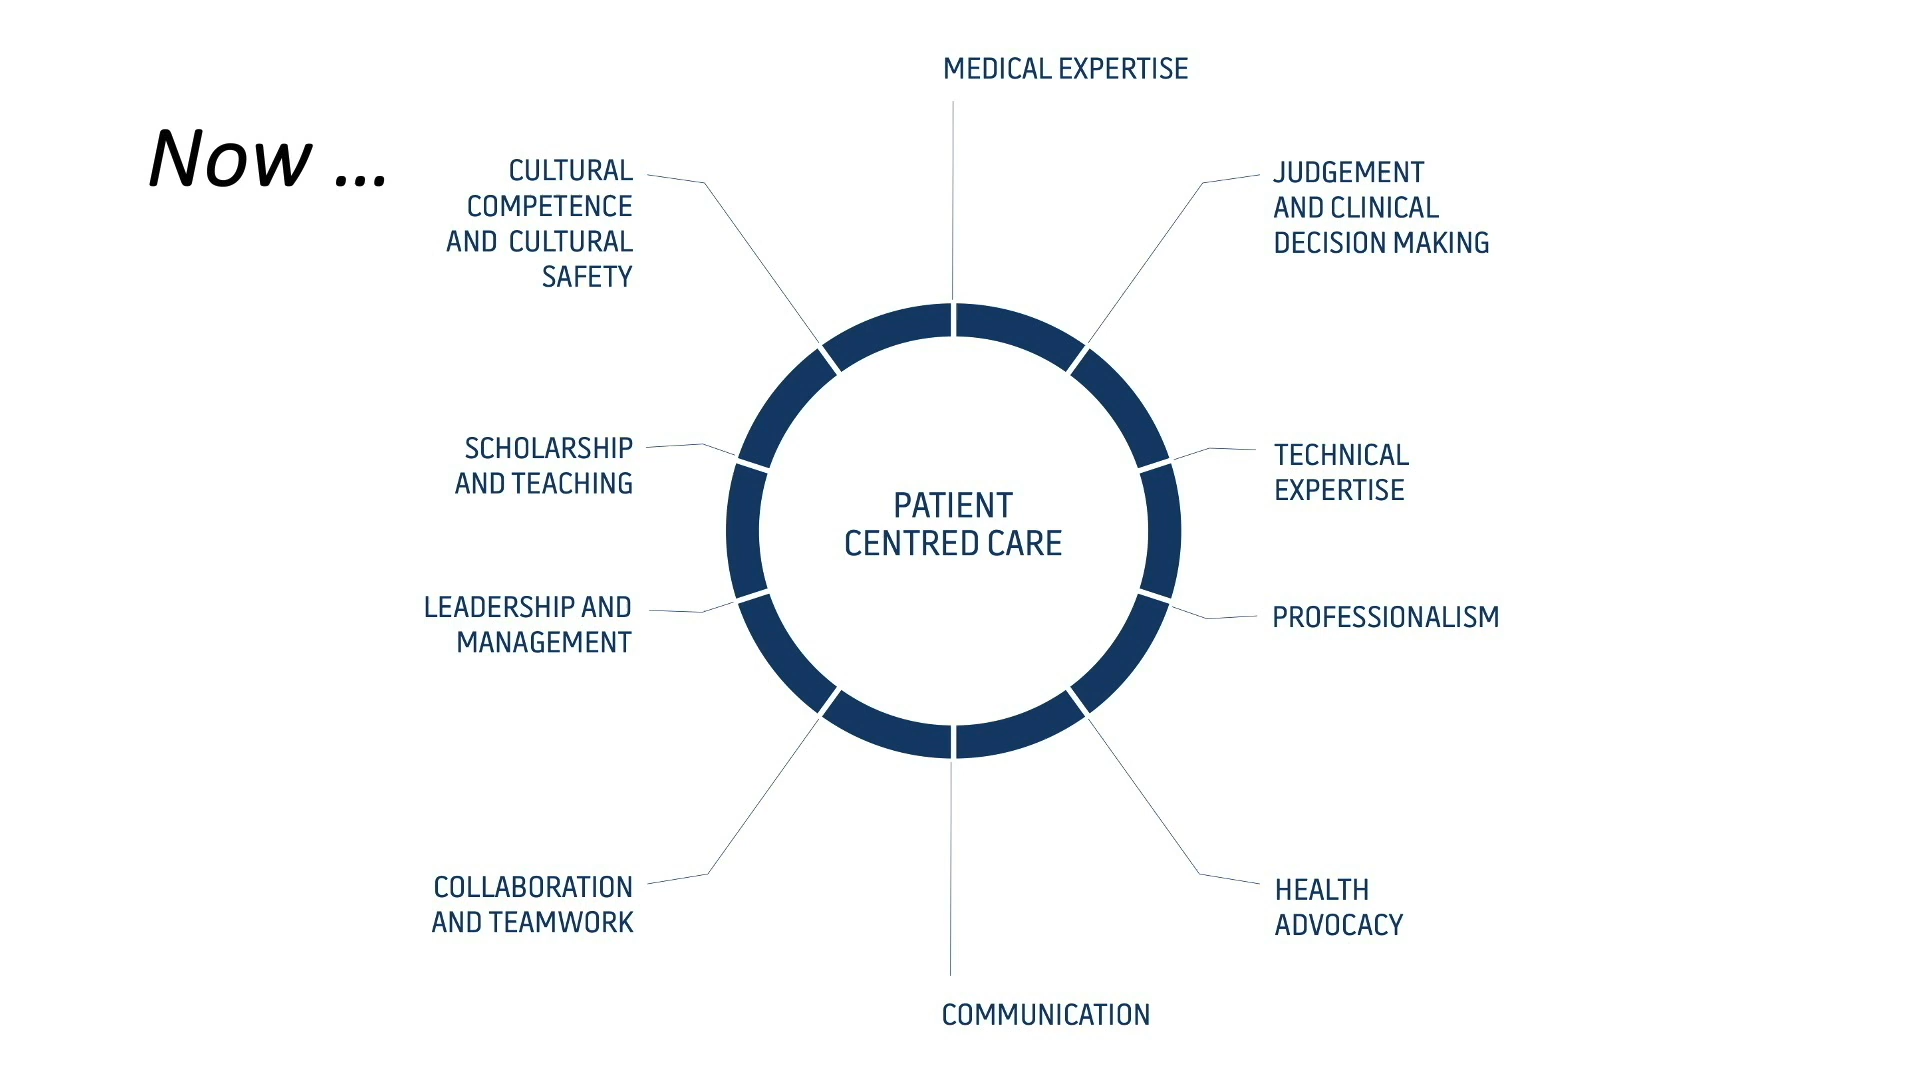 Now ...
MEDICAL EXPERTISE
JUDGEMENT
AND CLINICAL
DECISION MAKING
TECHNICAL
EXPERTISE
PROFESSIONALISM
HEALTH
ADVOCACY
COMMUNICATION
COLLABORATION
AND TEAMWORK
LEADERSHIP AND
MANAGEMENT
SCHOLARSHIP
AND TEACHING
CULTURAL
COMPETENCE
AND CULTURAL
SAFETY
PATIENT
CENTRED CARE